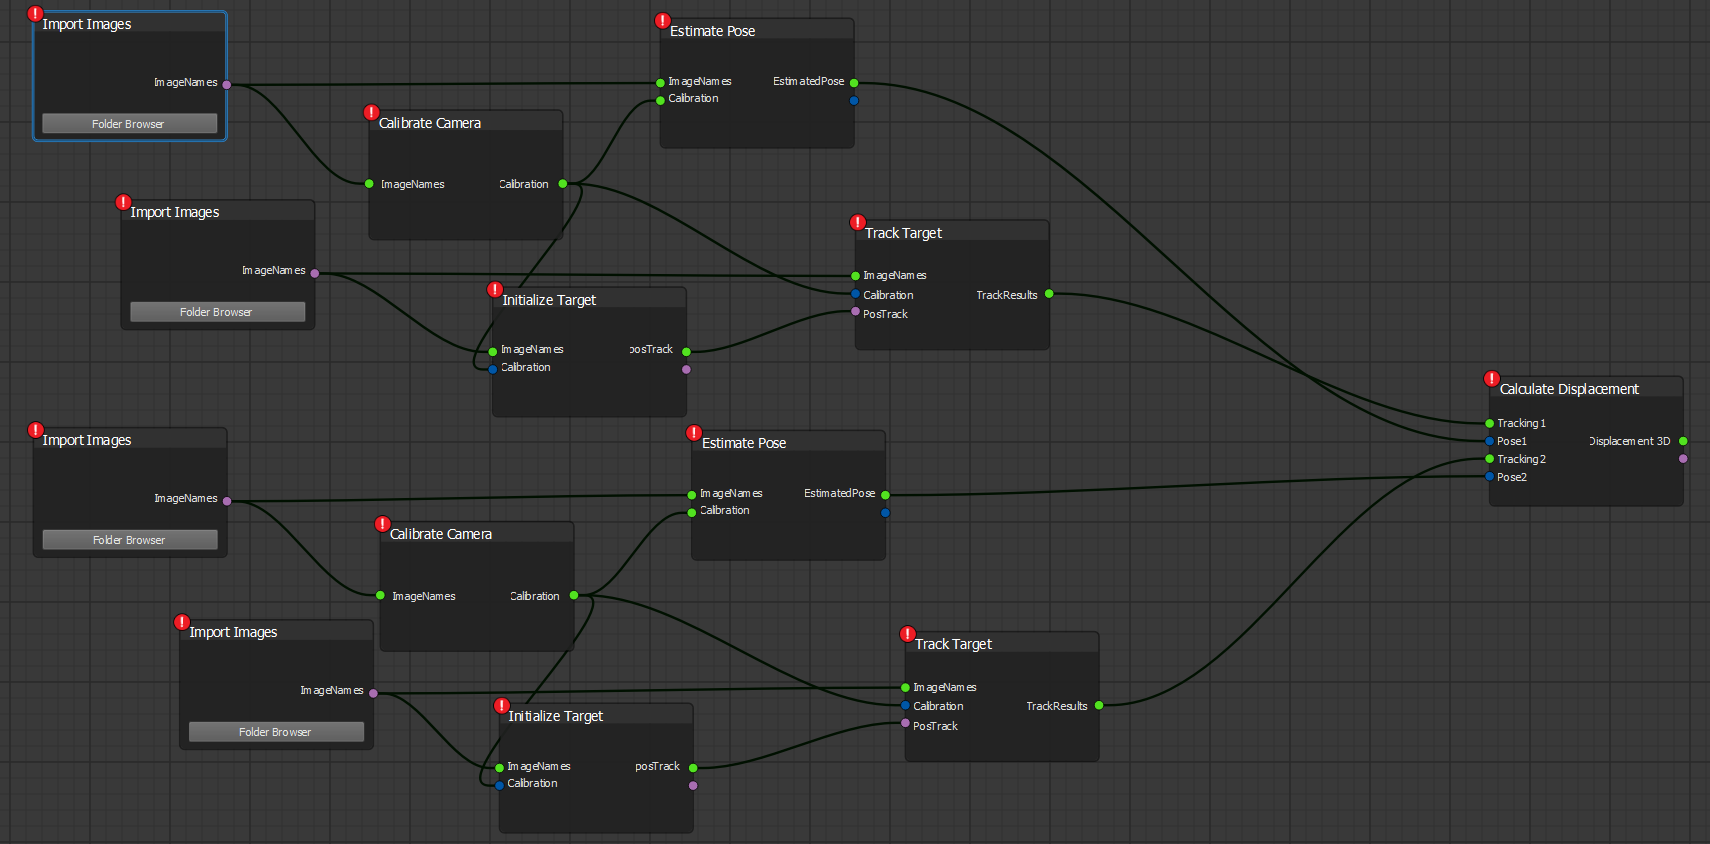 Import Images
ImageNames
Folder Browser
Estimate Pose
ImageNames EstimatedPose
Calibration
Calibrate Camera
ImageNames Calibration
Import Images
ImageNames
Folder Browser
Track Target
ImageNames
Calibration TrackResults
PosTrack
Initialize Target
ImageNames posTrack
Calibration
Calculate Displacement
Tracking1
Pose1 Displacement 3D
Tracking2
Pose2
Import Images
ImageNames
Folder Browser
Estimate Pose
ImageNames EstimatedPose
Calibration
Calibrate Camera
ImageNames Calibration
Import Images
ImageNames
Folder Browser
Track Target
ImageNames
Calibration TrackResults
PosTrack
Initialize Target
ImageNames posTrack
Calibration